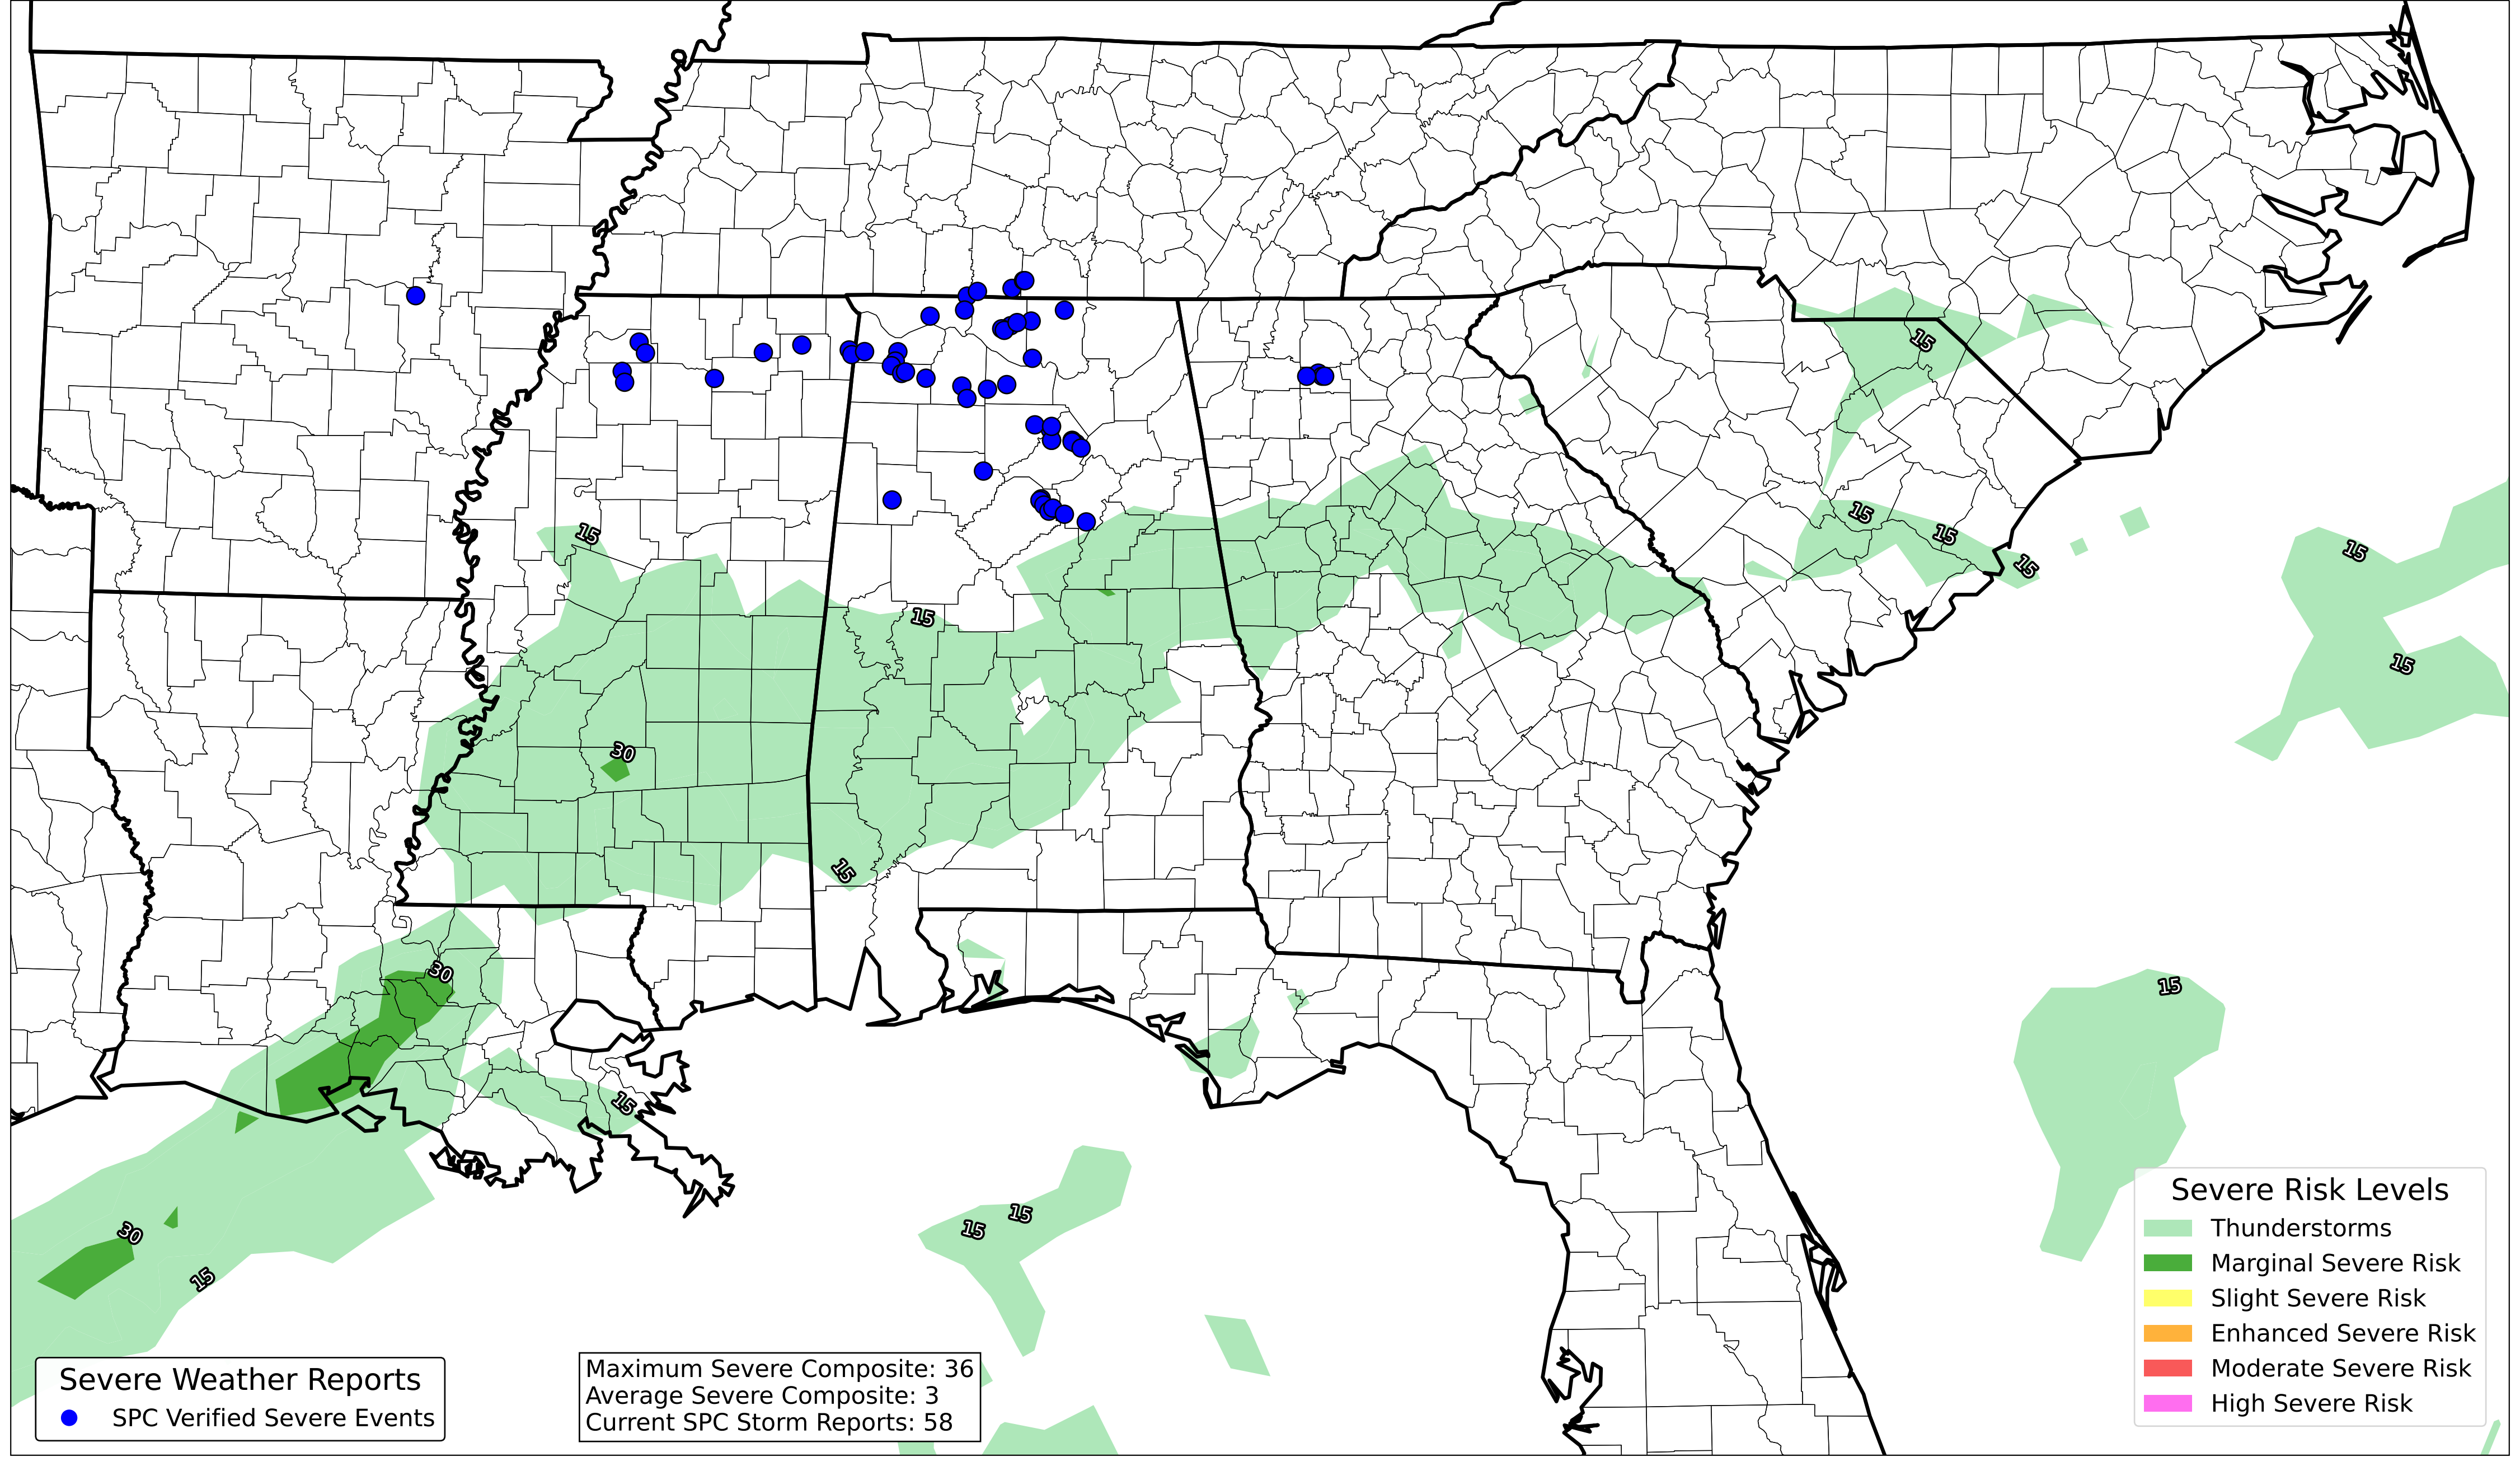 15
15
15
15
15
15
15
15
30
15
30
15
15
30
15
15
15
Severe Risk Levels
Thunderstorms
Marginal Severe Risk
Slight Severe Risk
Enhanced Severe Risk
Moderate Severe Risk
High Severe Risk
Severe Weather Reports
SPC Verified Severe Events
Maximum Severe Composite: 36
Average Severe Composite: 3
Current SPC Storm Reports: 58